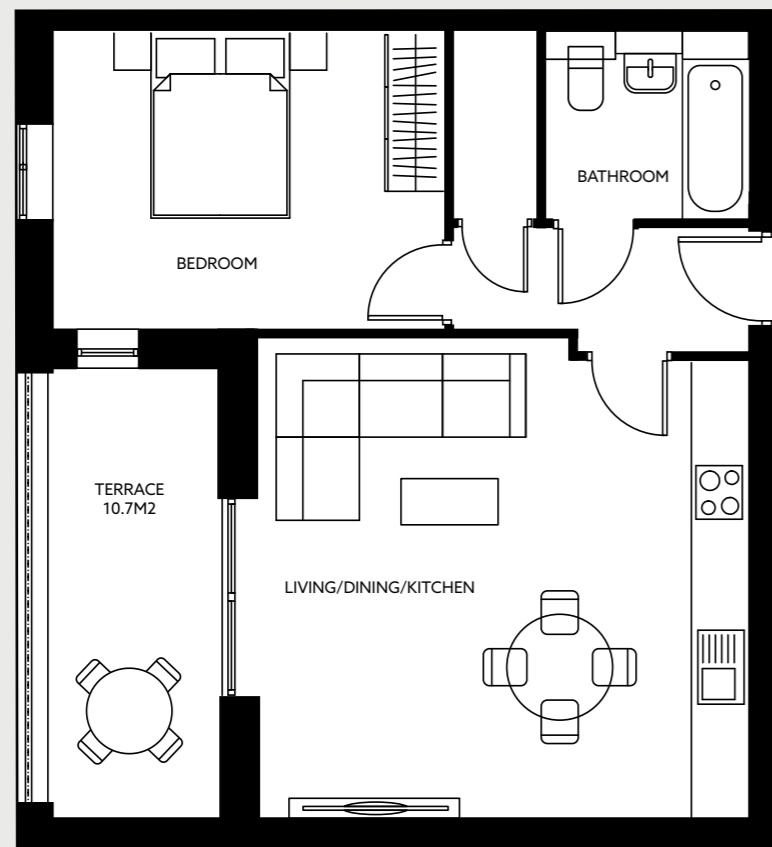 BATHROOM
BEDROOM
TERRACE
10.7M2
LIVING/DINING/KITCHEN